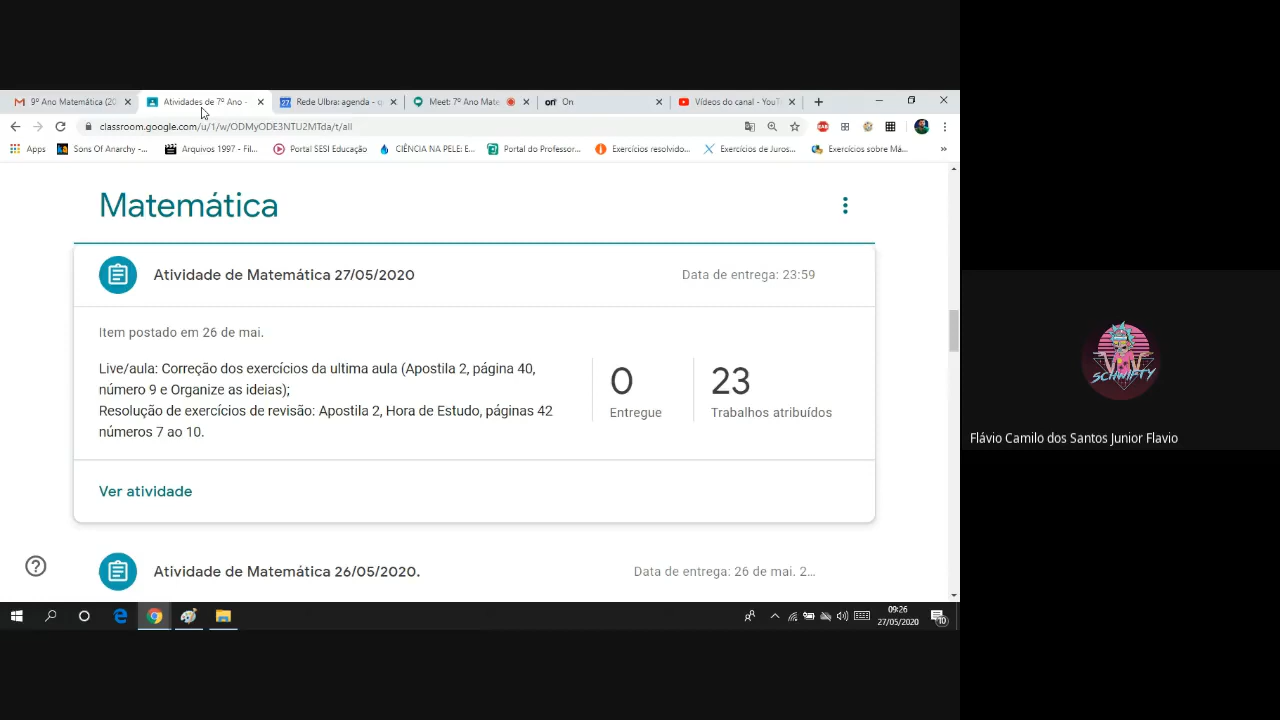 9º Ano Matemática (20
Atividades de 7º Ano -
Rede Ulbra: agenda - q
Meet: 7º Ano Mate
on
On
Vídeos do canal - YouT
classroom.google.com/u/1/w/ODMyODE3NTU2MTda/t/all
Apps
Sons Of Anarchy -...
Arquivos 1997 - Fil...
Portal SESI Educação
CIÊNCIA NA PELE: E...
Portal do Professor...
Exercícios resolvido...
Exercícios de Juros...
Exercícios sobre Má...
»
Matemática
Atividade de Matemática 27/05/2020
Data de entrega: 23:59
Item postado em 26 de mai.
Live/aula: Correção dos exercícios da ultima aula (Apostila 2, página 40,
número 9 e Organize as ideias);
Resolução de exercícios de revisão: Apostila 2, Hora de Estudo, páginas 42
números 7 ao 10.
0
Entregue
23
Trabalhos atribuídos
Ver atividade
Atividade de Matemática 26/05/2020.
Data de entrega: 26 de mai. 2...
SCHWIFTY
Flávio Camilo dos Santos Junior Flavio
09:26
27/05/2020
10